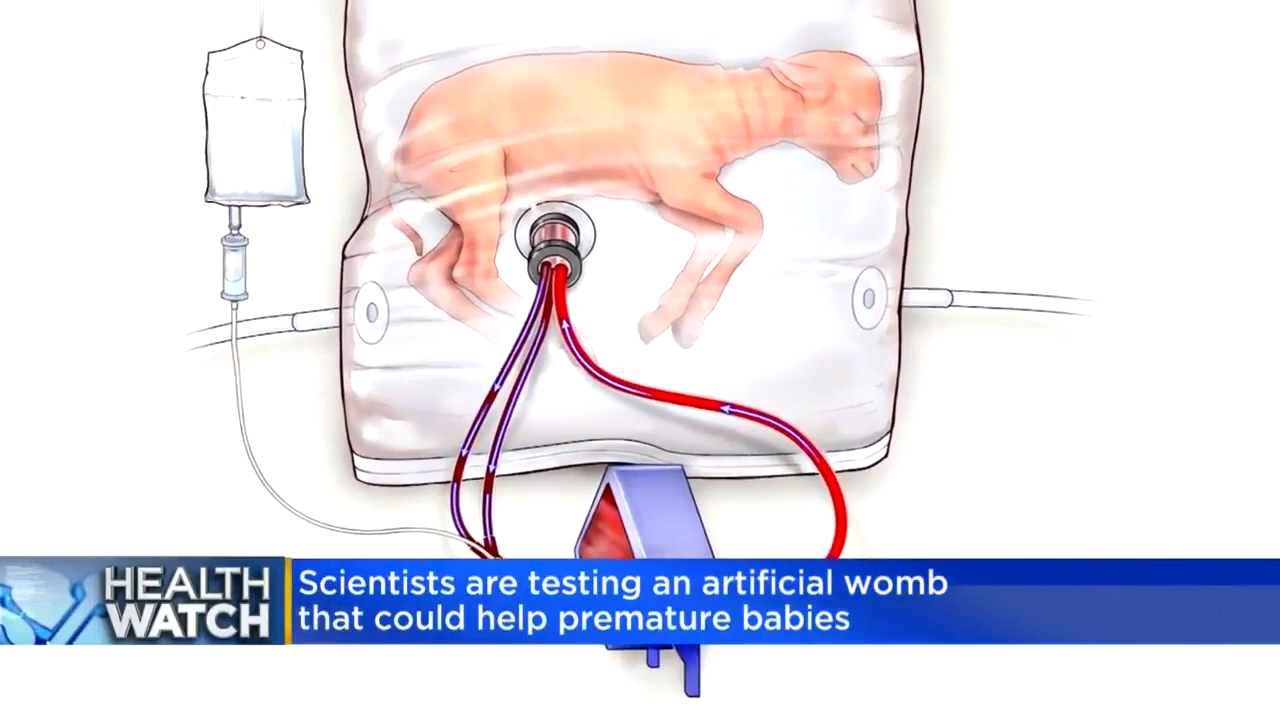 HEALTH
WATCH
Scientists are testing an artificial womb
that could help premature babies